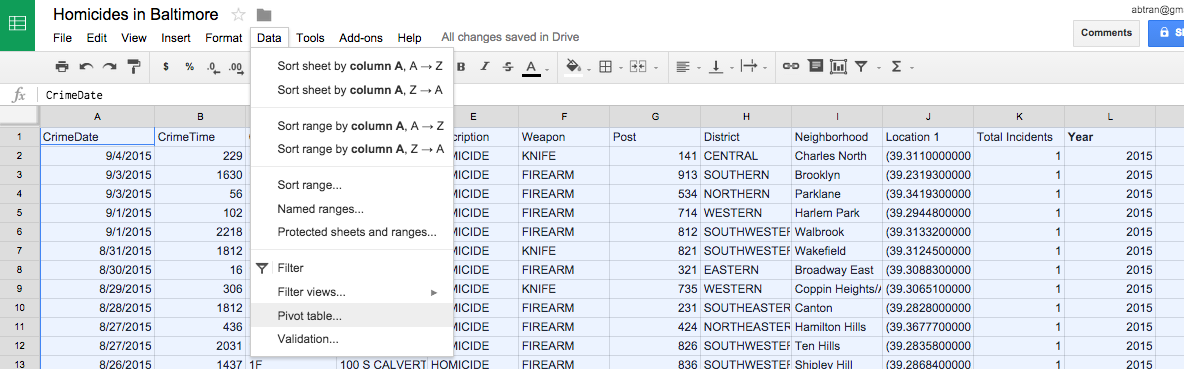 Homicides in Baltimore
abtran@gm
File Edit View Insert Format Data Tools Add-ons Help All changes saved in Drive
Comments
$ % .0 .00 B I S A Σ
fx CrimeDate
Sort sheet by column A, A → Z
Sort sheet by column A, Z → A
Sort range by column A, A → Z
Sort range by column A, Z → A
Sort range...
Named ranges...
Protected sheets and ranges...
Filter
Filter views...
Pivot table...
Validation...
A B E F G H I J K L
1 CrimeDate CrimeTime cription Weapon Post District Neighborhood Location 1 Total Incidents Year
2 9/4/2015 229 MICIDE KNIFE 141 CENTRAL Charles North (39.3110000000 1 2015
3 9/3/2015 1630 MICIDE FIREARM 913 SOUTHERN Brooklyn (39.2319300000 1 2015
4 9/3/2015 56 MICIDE FIREARM 534 NORTHERN Parklane (39.3419300000 1 2015
5 9/1/2015 102 MICIDE FIREARM 714 WESTERN Harlem Park (39.2944800000 1 2015
6 9/1/2015 2218 MICIDE FIREARM 812 SOUTHWESTER Walbrook (39.3133200000 1 2015
7 8/31/2015 1812 MICIDE KNIFE 821 SOUTHWESTER Wakefield (39.3124500000 1 2015
8 8/30/2015 16 MICIDE FIREARM 321 EASTERN Broadway East (39.3088300000 1 2015
9 8/29/2015 306 MICIDE KNIFE 735 WESTERN Coppin Heights/ (39.3065100000 1 2015
10 8/28/2015 1812 MICIDE FIREARM 231 SOUTHEASTER Canton (39.2828000000 1 2015
11 8/27/2015 436 MICIDE FIREARM 424 NORTHEASTER Hamilton Hills (39.3677700000 1 2015
12 8/27/2015 2031 MICIDE FIREARM 826 SOUTHWESTER Ten Hills (39.2835800000 1 2015
13 8/26/2015 1437 1F 100 S CALVERT HOMICIDE FIREARM 836 SOUTHWESTER Shipley Hill (39.2868400000 1 2015